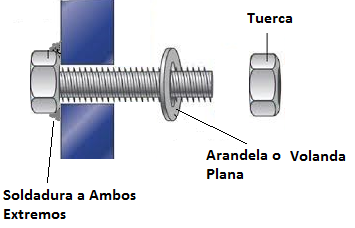 Tuerca
Arandela o Volanda
Plana
Soldadura a Ambos
Extremos